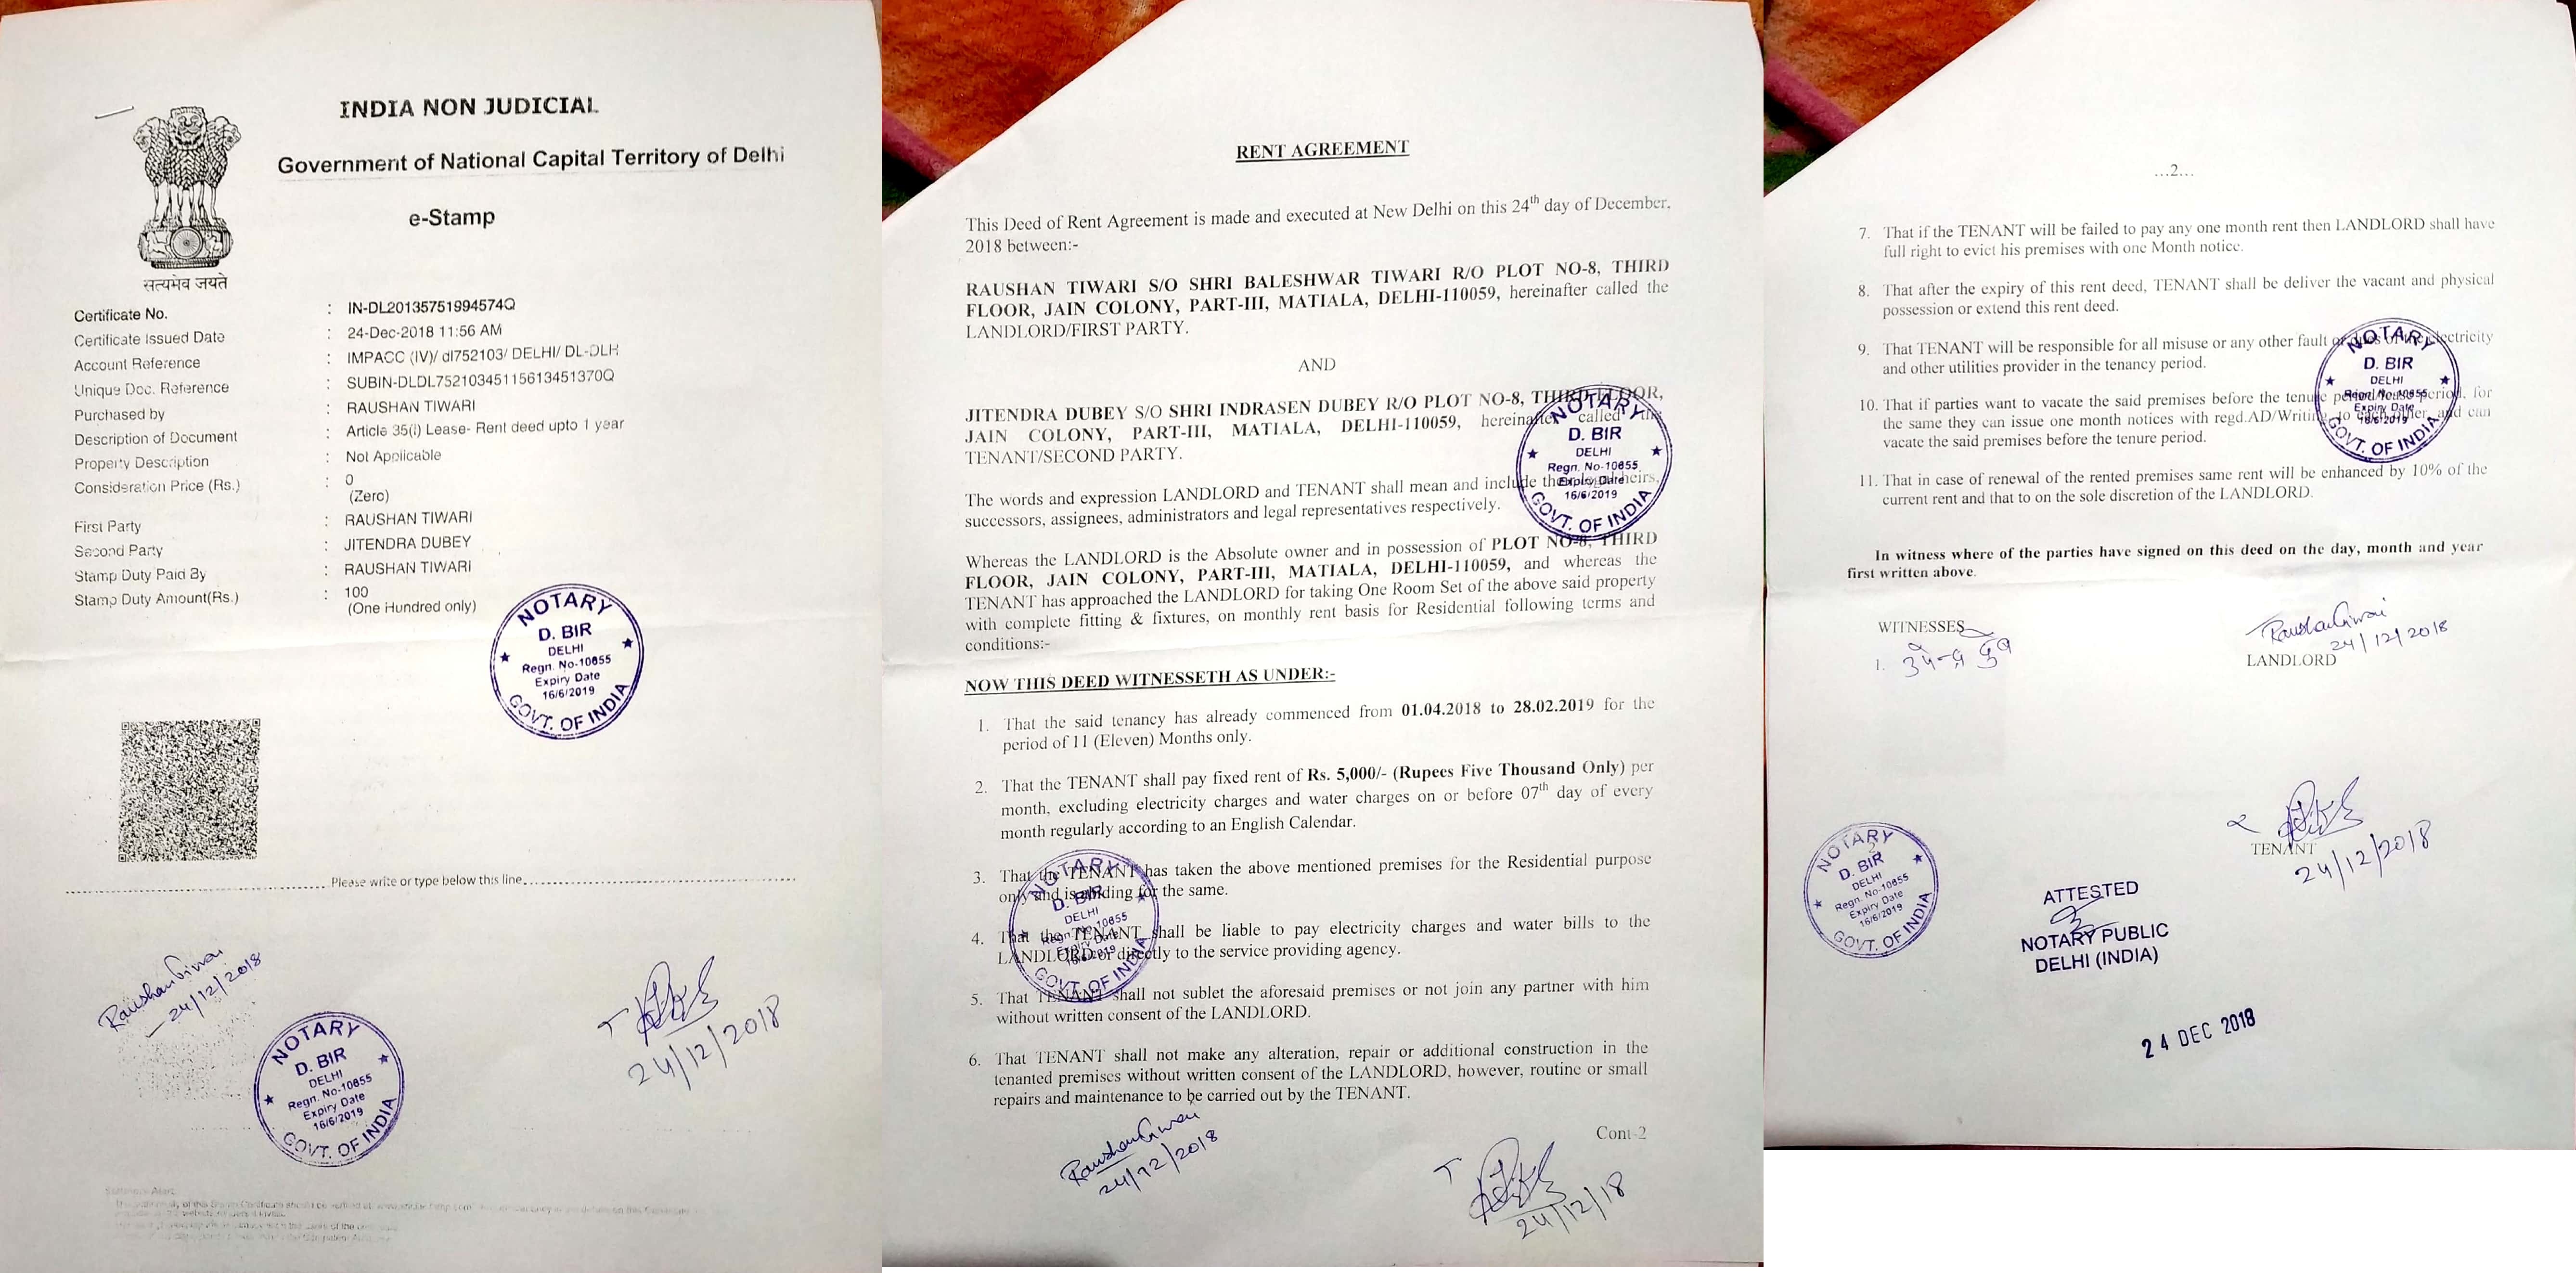 INDIA NON JUDICIAL
Government of National Capital Territory of Delhi
e-Stamp
सत्यमेव जयते
Certificate No. : IN-DL20135751994574Q
Certificate Issued Date : 24-Dec-2018 11:56 AM
Account Reference : IMPACC (IV)/ dl752103/ DELHI/ DL-DLH
Unique Doc. Reference : SUBIN-DLDL75210345115613451370Q
Purchased by : RAUSHAN TIWARI
Description of Document : Article 35(i) Lease- Rent deed upto 1 year
Property Description : Not Applicable
Consideration Price (Rs.) : 0
(Zero)
First Party : RAUSHAN TIWARI
Second Party : JITENDRA DUBEY
Stamp Duty Paid By : RAUSHAN TIWARI
Stamp Duty Amount(Rs.) : 100
(One Hundred only)
NOTARY
D. BIR
DELHI
Regn. No-10655
Expiry Date
16/6/2019
GOVT. OF INDIA
Please write or type below this line
Raushan Tiwari
24/12/2018
NOTARY
D. BIR
DELHI
Regn. No-10655
Expiry Date
16/6/2019
GOVT. OF INDIA
24/12/2018
RENT AGREEMENT
This Deed of Rent Agreement is made and executed at New Delhi on this 24th day of December,
2018 between:-
RAUSHAN TIWARI S/O SHRI BALESHWAR TIWARI R/O PLOT NO-8, THIRD
FLOOR, JAIN COLONY, PART-III, MATIALA, DELHI-110059, hereinafter called the
LANDLORD/FIRST PARTY.
AND
JITENDRA DUBEY S/O SHRI INDRASEN DUBEY R/O PLOT NO-8, THIRD FLOOR,
JAIN COLONY, PART-III, MATIALA, DELHI-110059, hereinafter called the
TENANT/SECOND PARTY.
NOTARY
D. BIR
DELHI
Regn. No-10655
Expiry Date
16/6/2019
GOVT. OF INDIA
The words and expression LANDLORD and TENANT shall mean and include their heirs,
successors, assignees, administrators and legal representatives respectively.
Whereas the LANDLORD is the Absolute owner and in possession of PLOT NO-8, THIRD
FLOOR, JAIN COLONY, PART-III, MATIALA, DELHI-110059, and whereas the
TENANT has approached the LANDLORD for taking One Room Set of the above said property
with complete fitting & fixtures, on monthly rent basis for Residential following terms and
conditions:-
NOW THIS DEED WITNESSETH AS UNDER:-
1. That the said tenancy has already commenced from 01.04.2018 to 28.02.2019 for the
period of 11 (Eleven) Months only.
2. That the TENANT shall pay fixed rent of Rs. 5,000/- (Rupees Five Thousand Only) per
month, excluding electricity charges and water charges on or before 07th day of every
month regularly according to an English Calendar.
3. That the TENANT has taken the above mentioned premises for the Residential purpose
only and is for the same.
4. That the TENANT shall be liable to pay electricity charges and water bills to the
LANDLORD or directly to the service providing agency.
NOTARY
D. BIR
DELHI
Regn. No-10655
Expiry Date
16/6/2019
GOVT. OF INDIA
5. That TENANT shall not sublet the aforesaid premises or not join any partner with him
without written consent of the LANDLORD.
6. That TENANT shall not make any alteration, repair or additional construction in the
tenanted premises without written consent of the LANDLORD, however, routine or small
repairs and maintenance to be carried out by the TENANT.
Cont-2
Raushan Tiwari
24/12/2018
24/12/18
...2...
7. That if the TENANT will be failed to pay any one month rent then LANDLORD shall have
full right to evict his premises with one Month notice.
8. That after the expiry of this rent deed, TENANT shall be deliver the vacant and physical
possession or extend this rent deed.
9. That TENANT will be responsible for all misuse or any other fault or dues of the electricity
and other utilities provider in the tenancy period.
10. That if parties want to vacate the said premises before the tenure period, for
the same they can issue one month notices with regd.AD/Writing to each other, and can
vacate the said premises before the tenure period.
NOTARY
D. BIR
DELHI
Regn. No-10655
Expiry Date
16/6/2019
GOVT. OF INDIA
11. That in case of renewal of the rented premises same rent will be enhanced by 10% of the
current rent and that to on the sole discretion of the LANDLORD.
In witness where of the parties have signed on this deed on the day, month and year
first written above.
WITNESSES
1.
Raushan Tiwari
24/12/2018
LANDLORD
TENANT
24/12/2018
2
NOTARY
D. BIR
DELHI
Regn. No-10655
Expiry Date
16/6/2019
GOVT. OF INDIA
ATTESTED
NOTARY PUBLIC
DELHI (INDIA)
24 DEC 2018